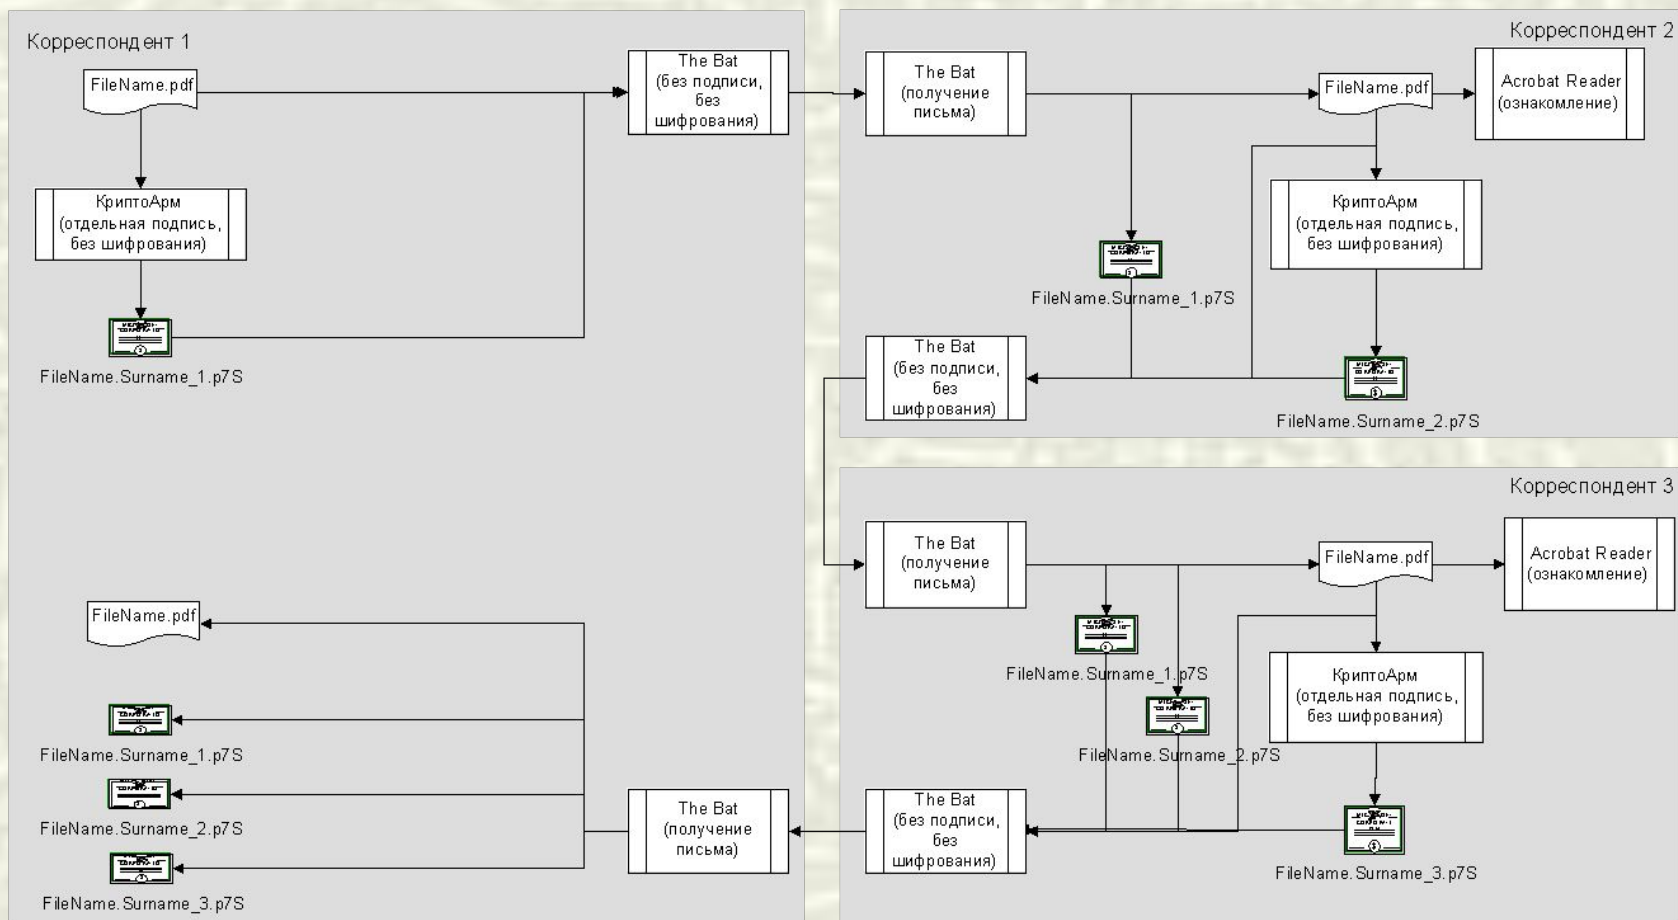 Корреспондент 1
FileName.pdf
The Bat
(без подписи,
без
шифрования)
КриптоАрм
(отдельная подпись,
без шифрования)
FileName.Surname_1.p7S
FileName.pdf
FileName.Surname_1.p7S
FileName.Surname_2.p7S
FileName.Surname_3.p7S
The Bat
(получение
письма)
Корреспондент 2
The Bat
(получение
письма)
FileName.pdf
Acrobat Reader
(ознакомление)
КриптоАрм
(отдельная подпись,
без шифрования)
FileName.Surname_1.p7S
The Bat
(без подписи,
без
шифрования)
FileName.Surname_2.p7S
Корреспондент 3
The Bat
(получение
письма)
FileName.pdf
Acrobat Reader
(ознакомление)
FileName.Surname_1.p7S
КриптоАрм
(отдельная подпись,
без шифрования)
FileName.Surname_2.p7S
The Bat
(без подписи,
без
шифрования)
FileName.Surname_3.p7S